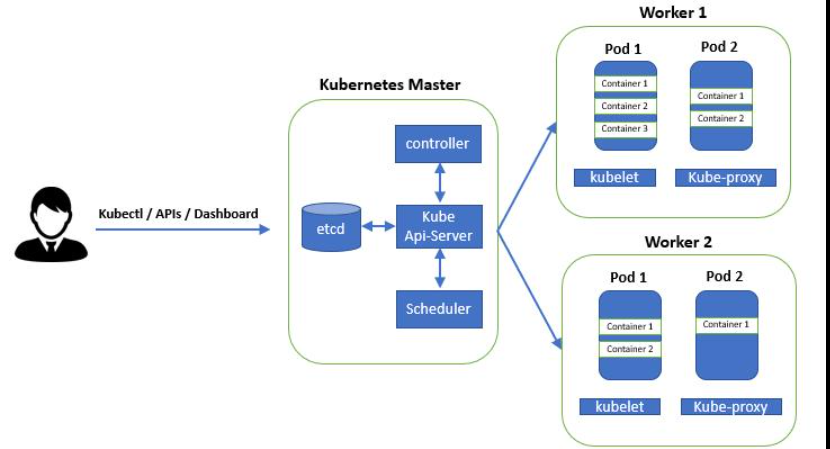 Worker 1
Pod 1
Pod 2
Container 1
Container 2
Container 3
Container 1
Container 2
kubelet
Kube-proxy
Kubernetes Master
controller
etcd
Kube
Api-Server
Scheduler
Kubectl / APIs / Dashboard
Worker 2
Pod 1
Pod 2
Container 1
Container 2
Container 1
kubelet
Kube-proxy